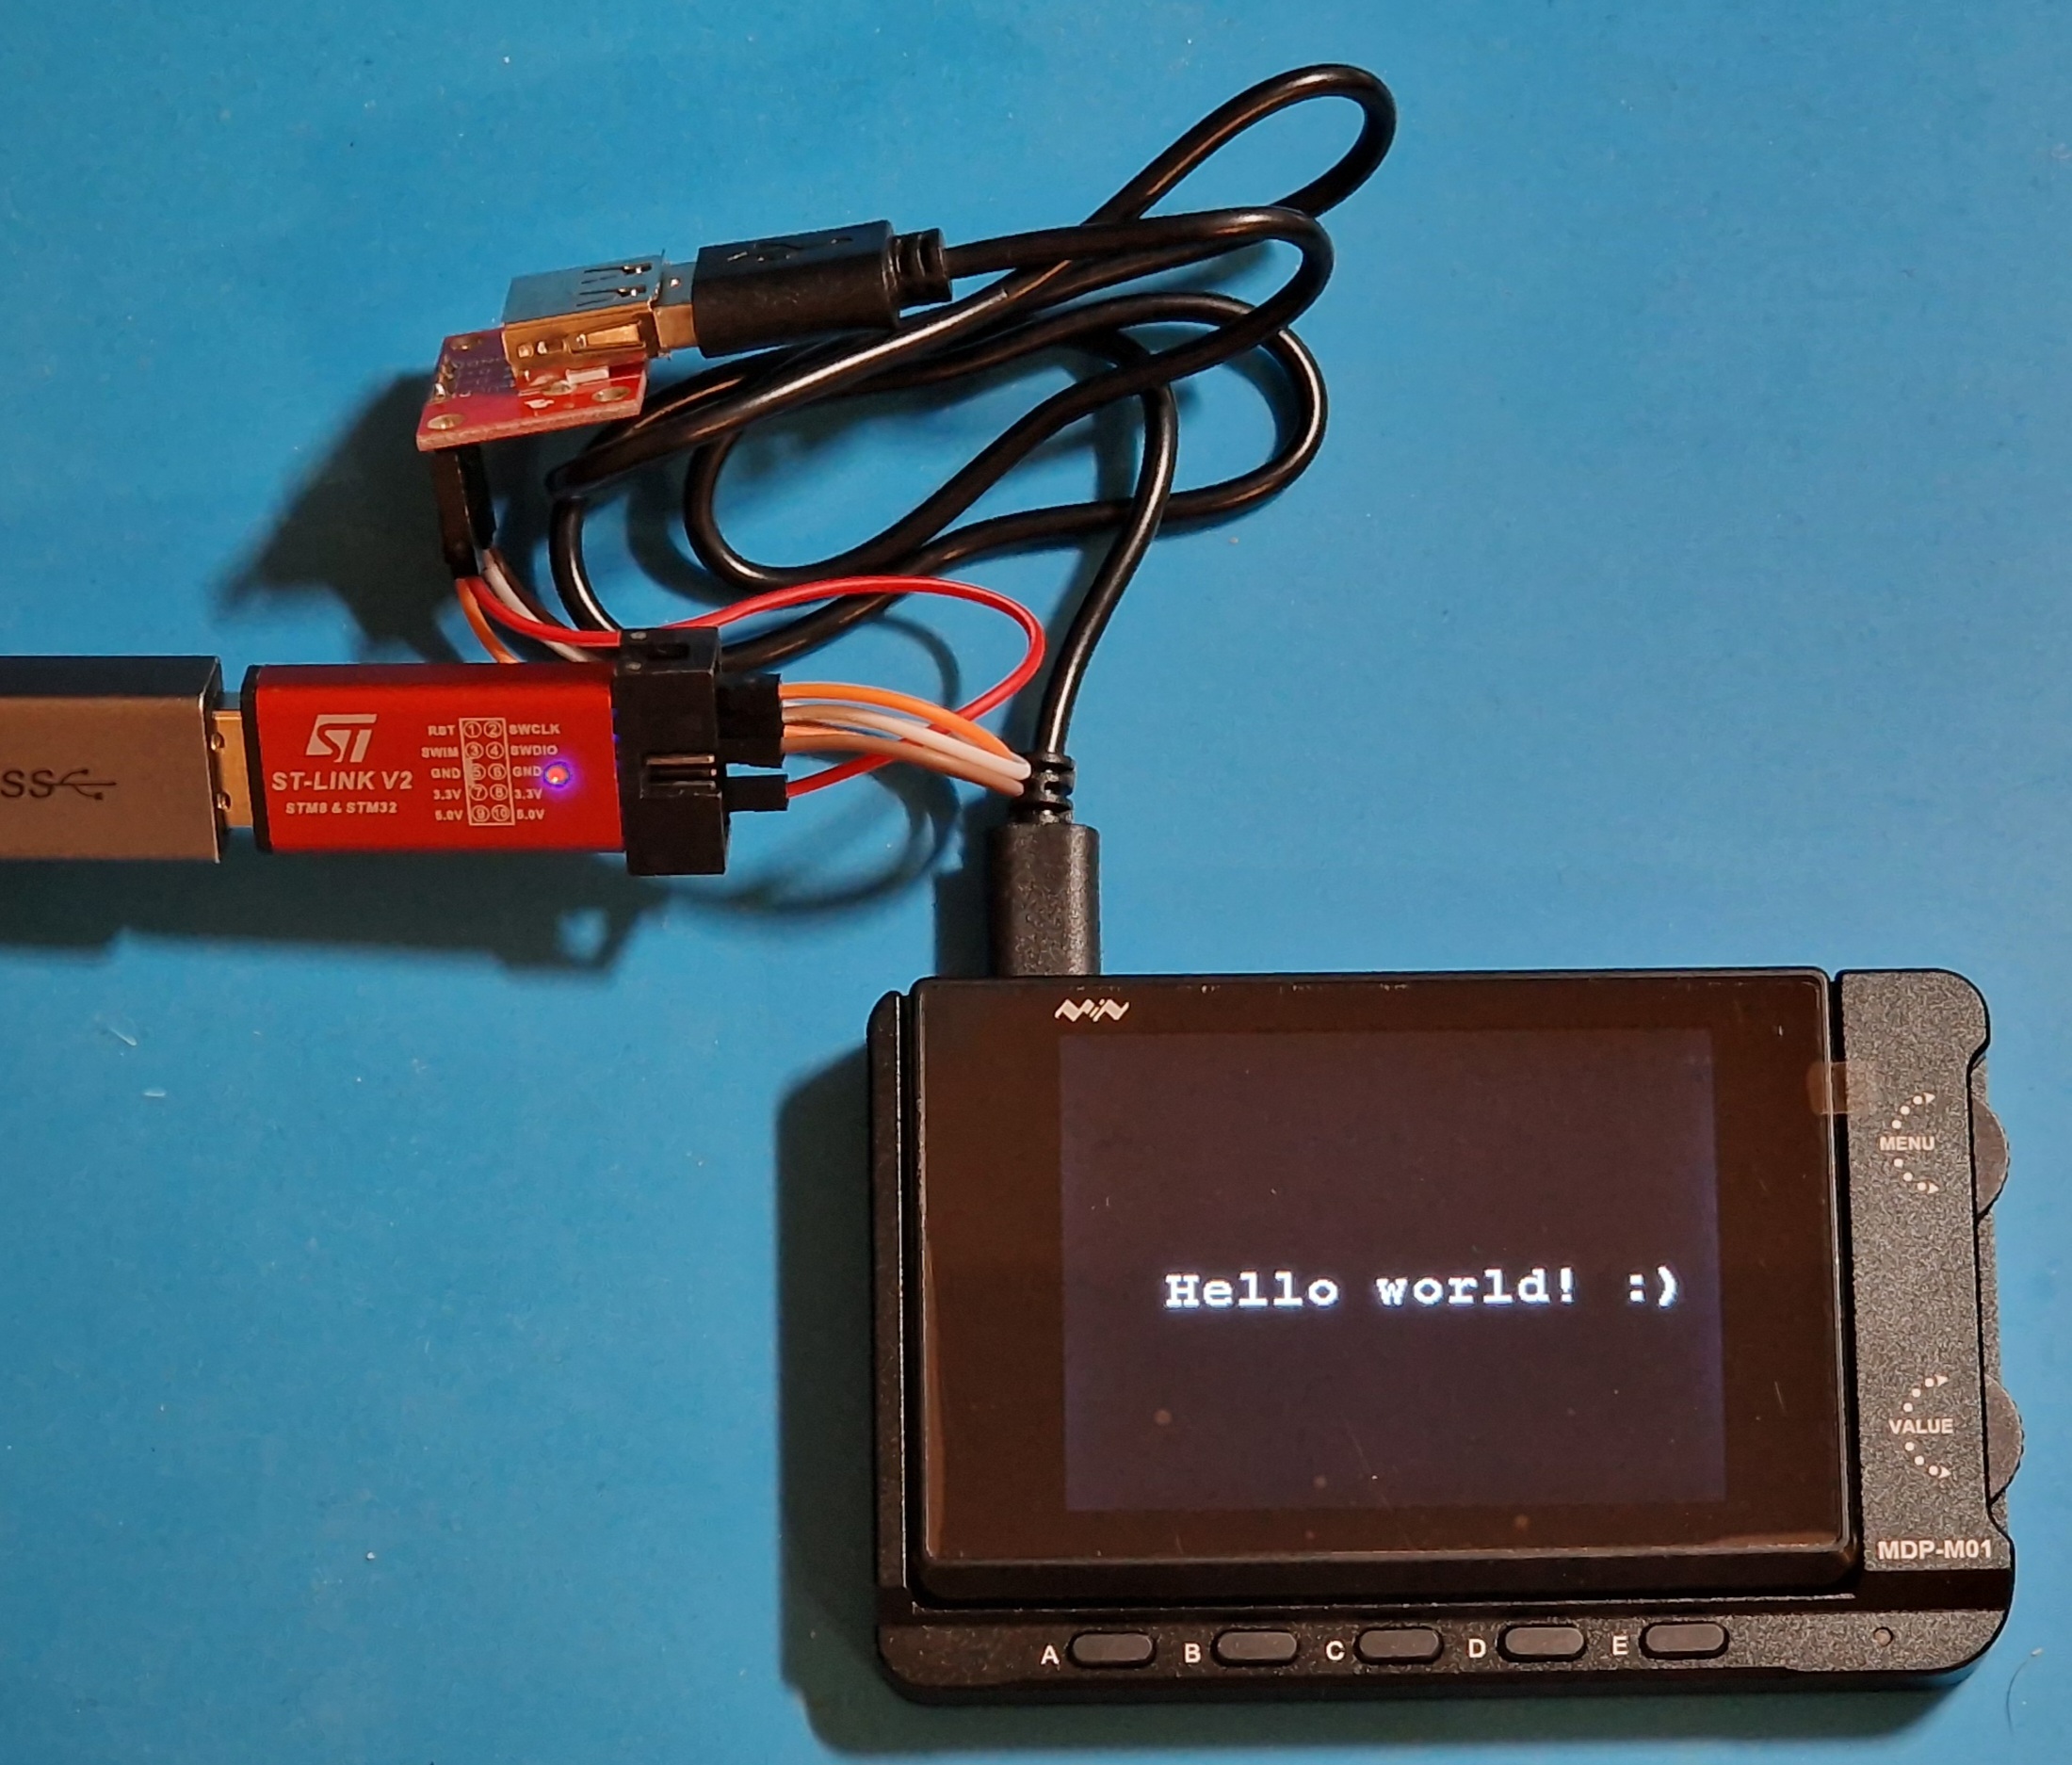 SS
ST
ST-LINK V2
STM8 & STM32
RST 1 2 SWCLK
SWIM 3 4 SWDIO
GND 5 6 GND
3.3V 7 8 3.3V
5.0V 9 10 5.0V
MENU
Hello world! :)
VALUE
MDP-M01
A B C D E